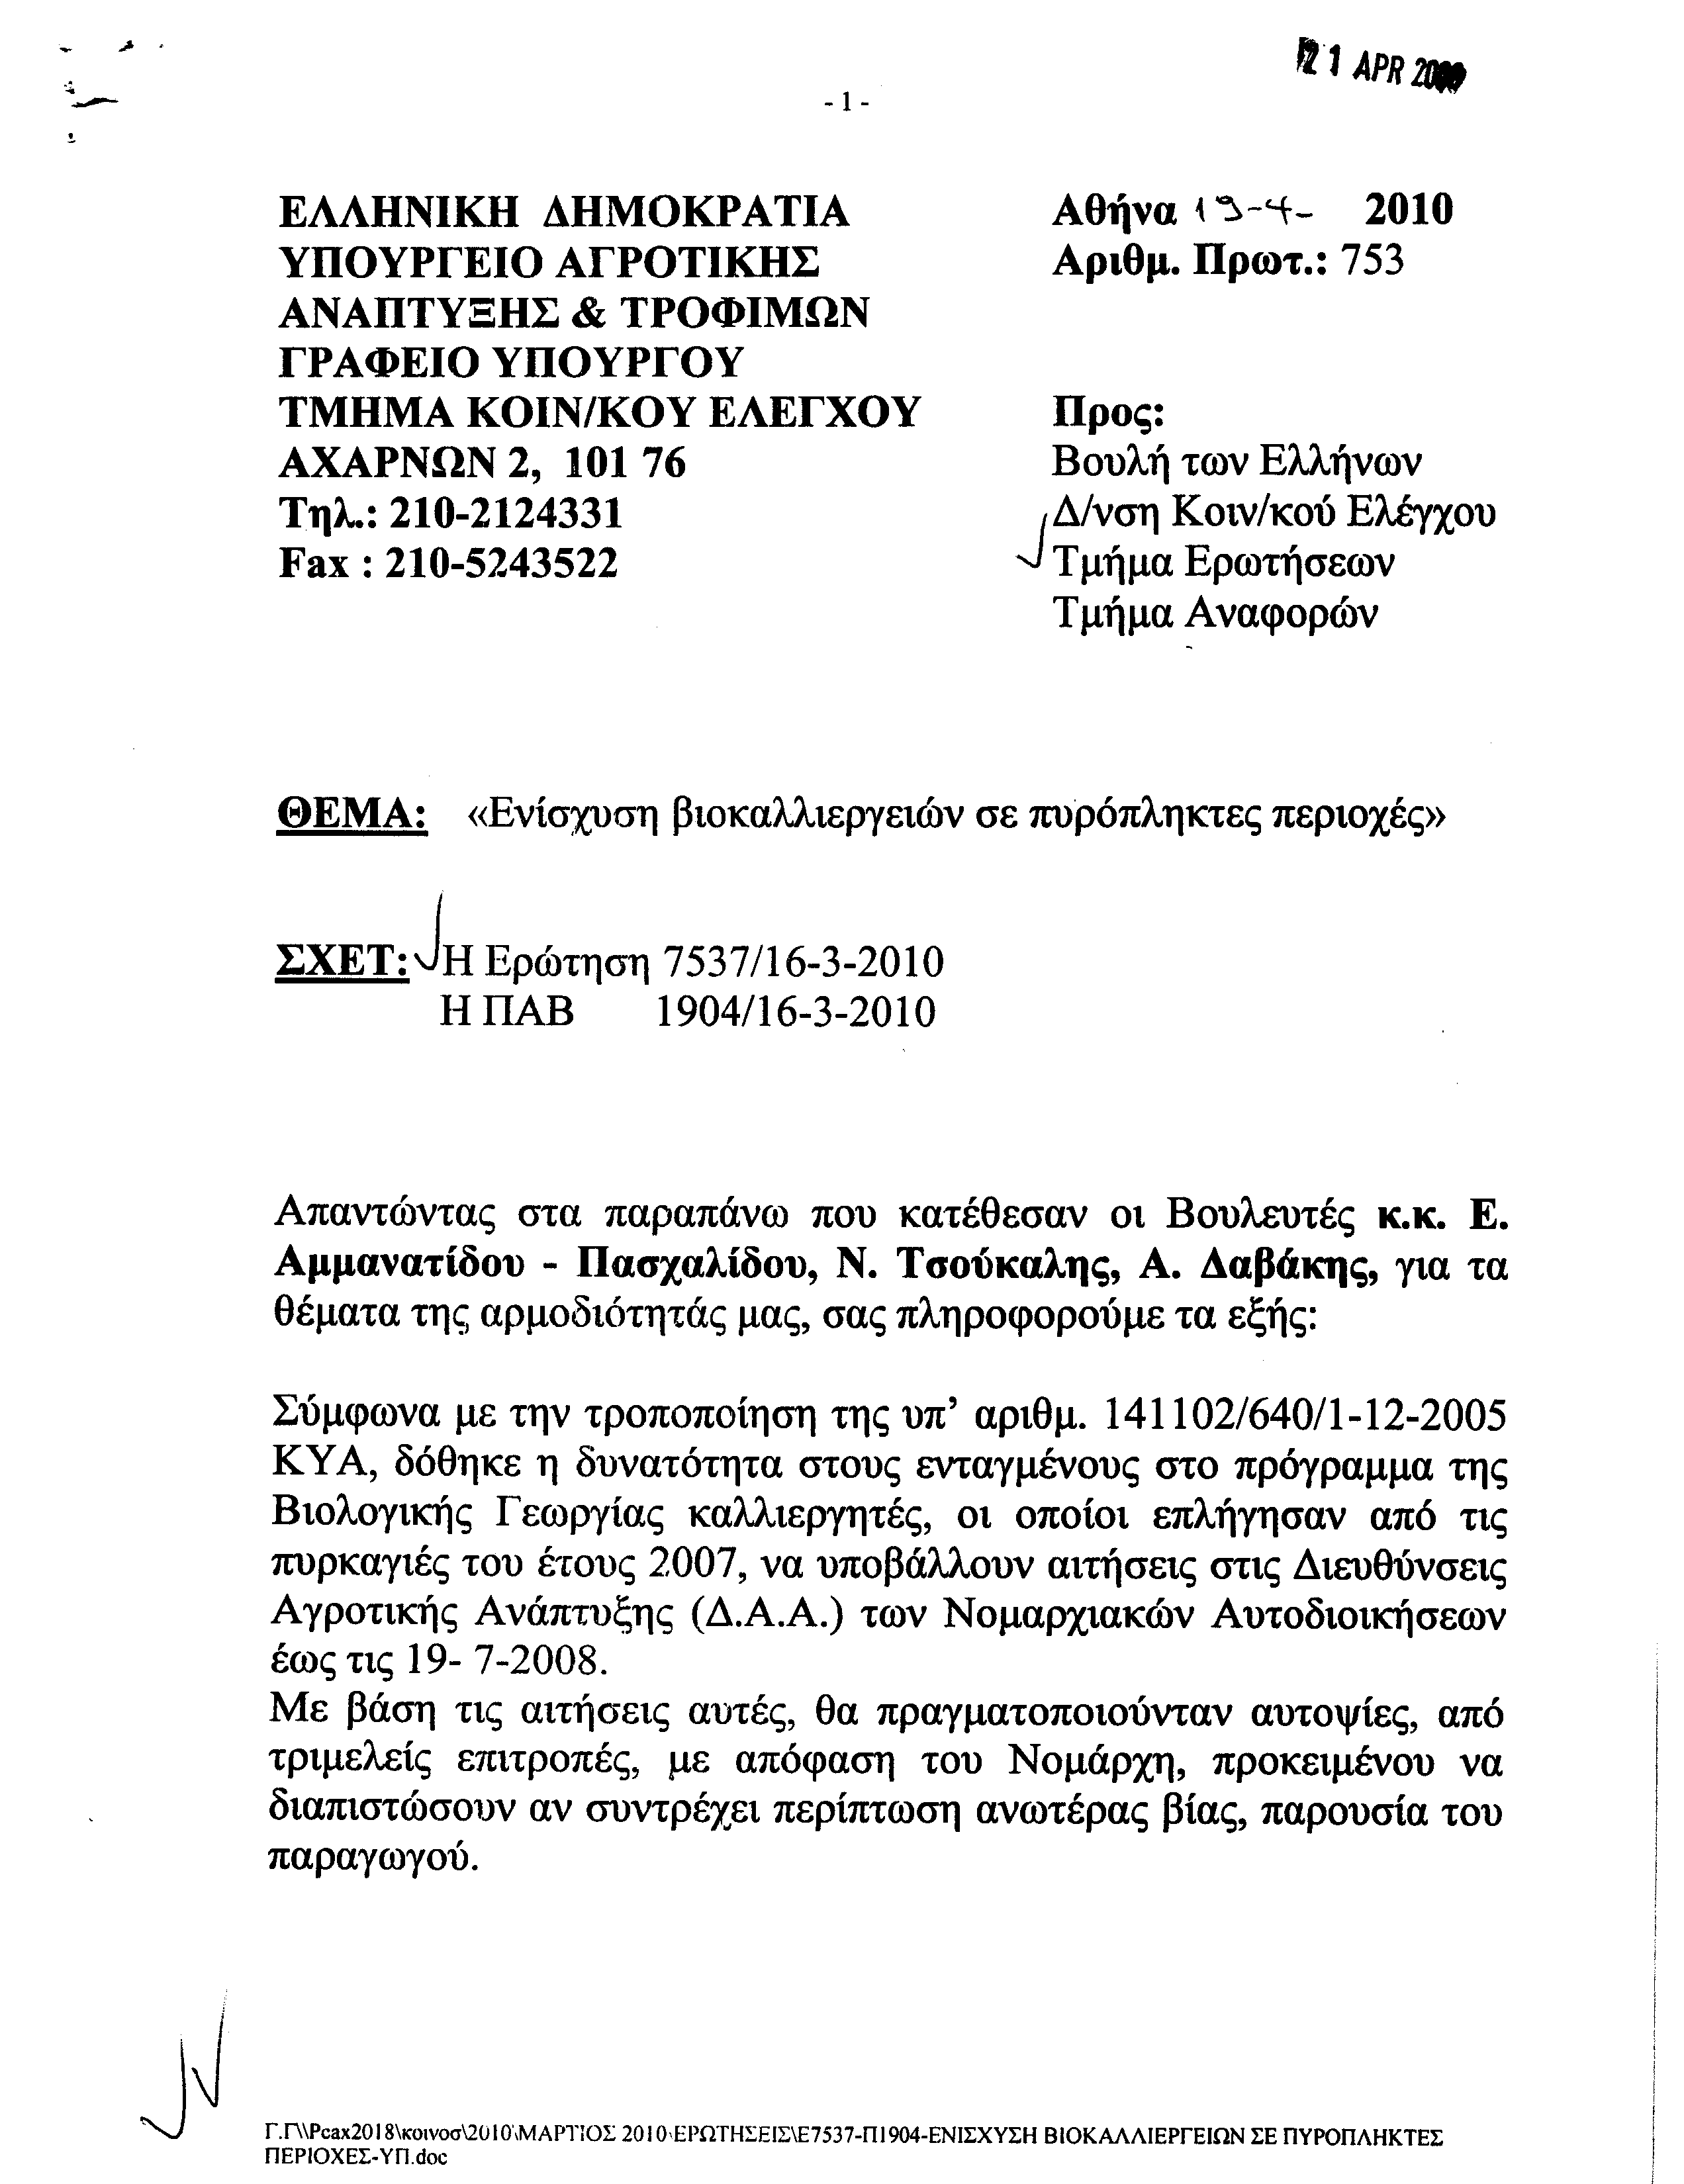 21 APR
- 1 -
ΕΛΛΗΝΙΚΗ ΔΗΜΟΚΡΑΤΙΑ
ΥΠΟΥΡΓΕΙΟ ΑΓΡΟΤΙΚΗΣ
ΑΝΑΠΤΥΞΗΣ & ΤΡΟΦΙΜΩΝ
ΓΡΑΦΕΙΟ ΥΠΟΥΡΓΟΥ
ΤΜΗΜΑ ΚΟΙΝ/ΚΟΥ ΕΛΕΓΧΟΥ
ΑΧΑΡΝΩΝ 2, 101 76
Τηλ.: 210-2124331
Fax : 210-5243522
Αθήνα 19-4- 2010
Αριθμ. Πρωτ.: 753
Προς:
Βουλή των Ελλήνων
Δ/νση Κοιν/κού Ελέγχου
Τμήμα Ερωτήσεων
Τμήμα Αναφορών
ΘΕΜΑ: «Ενίσχυση βιοκαλλιεργειών σε πυρόπληκτες περιοχές»
ΣΧΕΤ: Η Ερώτηση 7537/16-3-2010
Η ΠΑΒ 1904/16-3-2010
Απαντώντας στα παραπάνω που κατέθεσαν οι Βουλευτές κ.κ. Ε.
Αμμανατίδου - Πασχαλίδου, Ν. Τσούκαλης, Α. Δαβάκης, για τα
θέματα της αρμοδιότητάς μας, σας πληροφορούμε τα εξής:
Σύμφωνα με την τροποποίηση της υπ’ αριθμ. 141102/640/1-12-2005
ΚΥΑ, δόθηκε η δυνατότητα στους ενταγμένους στο πρόγραμμα της
Βιολογικής Γεωργίας καλλιεργητές, οι οποίοι επλήγησαν από τις
πυρκαγιές του έτους 2007, να υποβάλλουν αιτήσεις στις Διευθύνσεις
Αγροτικής Ανάπτυξης (Δ.Α.Α.) των Νομαρχιακών Αυτοδιοικήσεων
έως τις 19- 7-2008.
Με βάση τις αιτήσεις αυτές, θα πραγματοποιούνταν αυτοψίες, από
τριμελείς επιτροπές, με απόφαση του Νομάρχη, προκειμένου να
διαπιστώσουν αν συντρέχει περίπτωση ανωτέρας βίας, παρουσία του
παραγωγού.
Γ.Γ\\Pcax2018\κοινοσ\2010\ΜΑΡΤΙΟΣ 2010\ΕΡΩΤΗΣΕΙΣ\Ε7537-Π1904-ΕΝΙΣΧΥΣΗ ΒΙΟΚΑΛΛΙΕΡΓΕΙΩΝ ΣΕ ΠΥΡΟΠΛΗΚΤΕΣ
ΠΕΡΙΟΧΕΣ-ΥΠ.doc